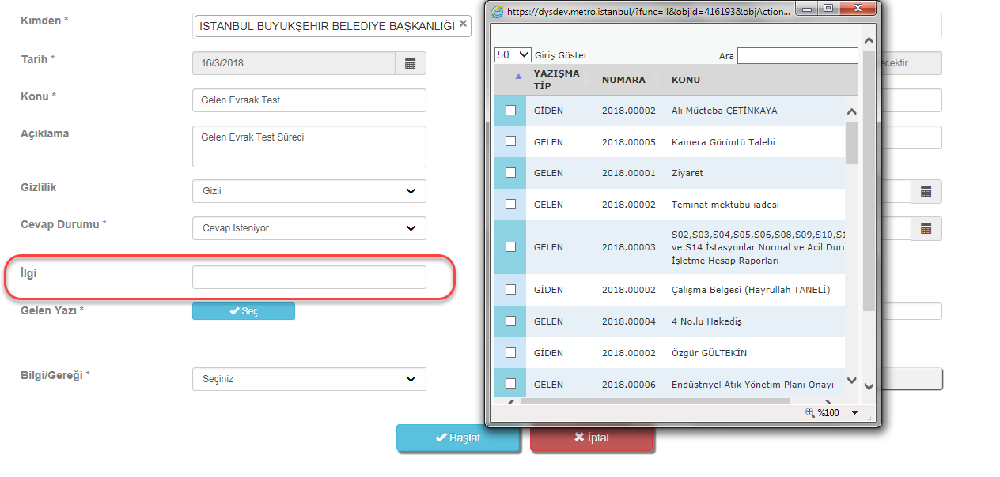 Kimden *
İSTANBUL BÜYÜKŞEHİR BELEDİYE BAŞKANLIĞI
Tarih *
16/3/2018
ecektir.
Konu *
Gelen Evraak Test
Açıklama
Gelen Evrak Test Süreci
Gizlilik
Gizli
Cevap Durumu *
Cevap İsteniyor
İlgi
Gelen Yazı *
Seç
Bilgi/Gereği *
Seçiniz
Başlat
İptal
https://dysdev.metro.istanbul/?func=ll&objid=416193&objAction...
50 Giriş Göster
Ara
YAZIŞMA TİP NUMARA KONU
GİDEN 2018.00002 Ali Mücteba ÇETİNKAYA
GELEN 2018.00005 Kamera Görüntü Talebi
GELEN 2018.00001 Ziyaret
GELEN 2018.00002 Teminat mektubu iadesi
GELEN 2018.00003 S02,S03,S04,S05,S06,S08,S09,S10,S1
ve S14 İstasyonlar Normal ve Acil Duru
İşletme Hesap Raporları
GİDEN 2018.00002 Çalışma Belgesi (Hayrullah TANELİ)
GELEN 2018.00004 4 No.lu Hakediş
GİDEN 2018.00002 Özgür GÜLTEKİN
GELEN 2018.00006 Endüstriyel Atık Yönetim Planı Onayı
%100